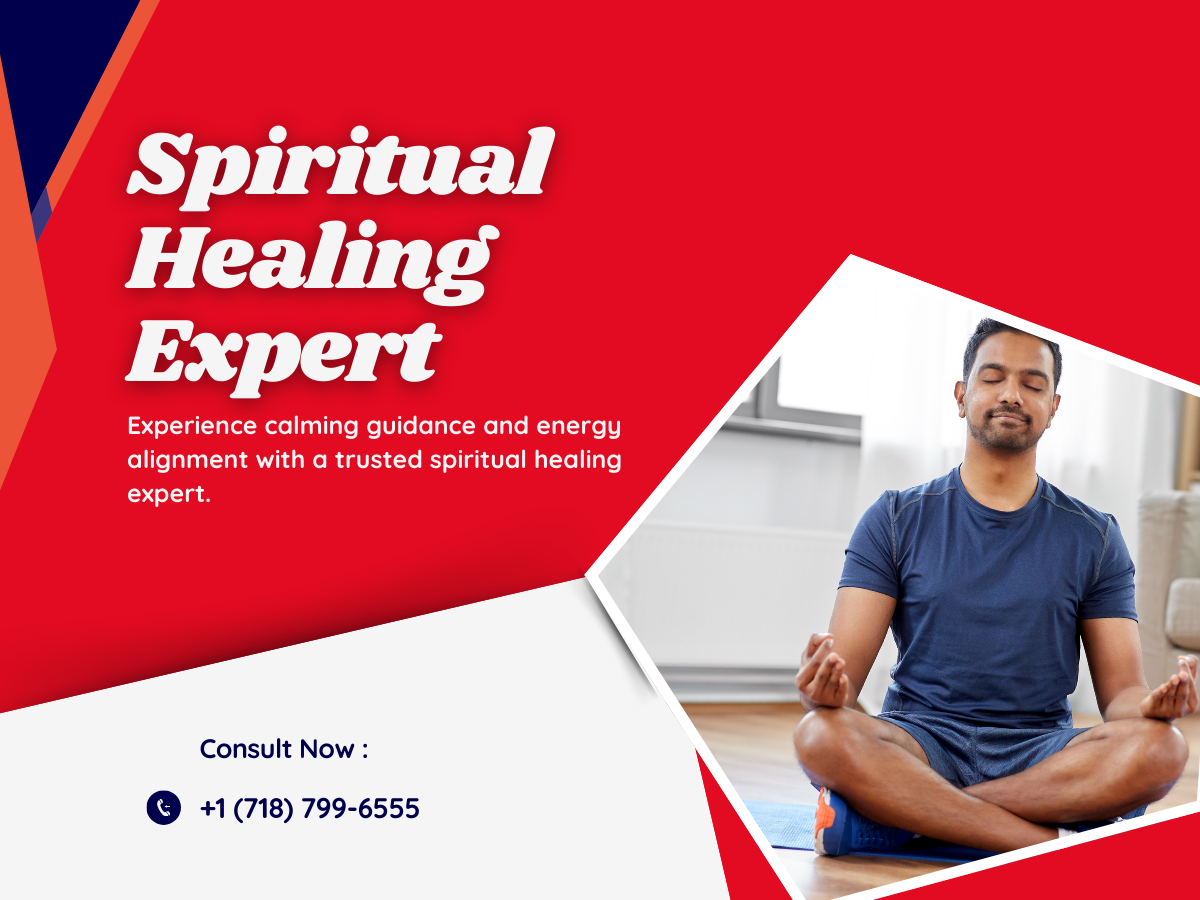 Spiritual
Healing
Expert
Experience calming guidance and energy
alignment with a trusted spiritual healing
expert.
Consult Now :
+1 (718) 799-6555